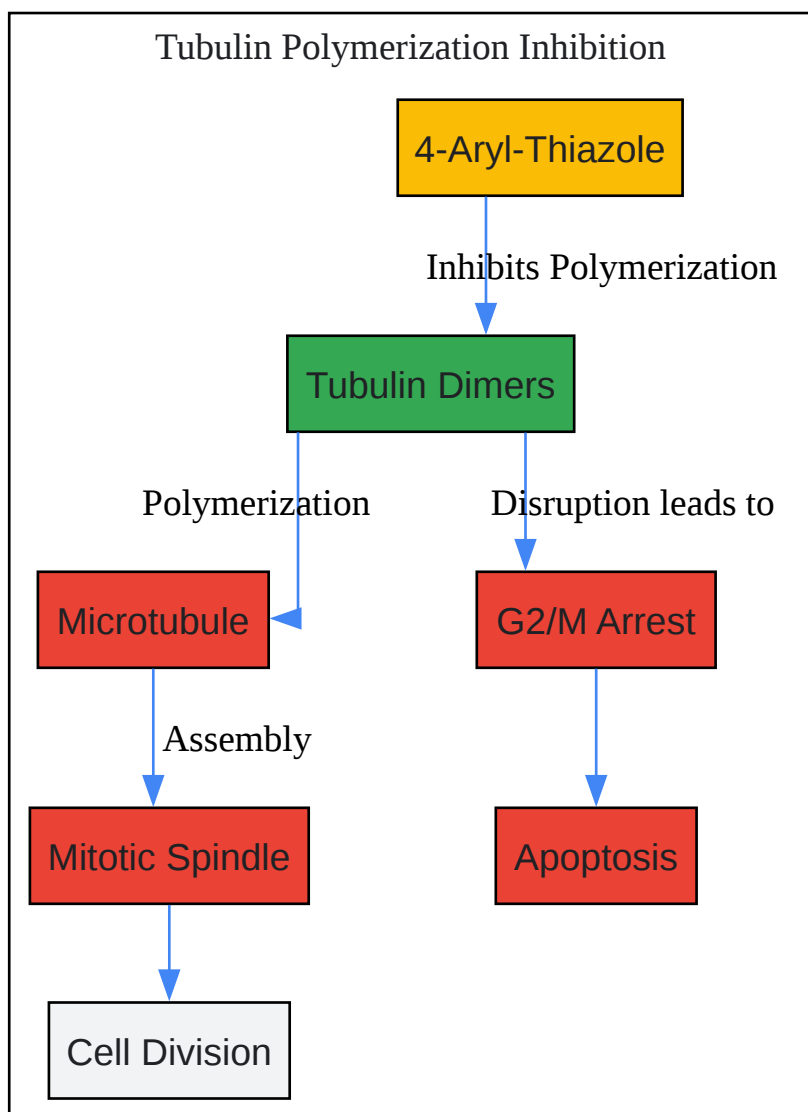 Tubulin Polymerization Inhibition
4-Aryl-Thiazole
Inhibits Polymerization
Tubulin Dimers
Polymerization
Disruption leads to
Microtubule
G2/M Arrest
Assembly
Mitotic Spindle
Apoptosis
Cell Division